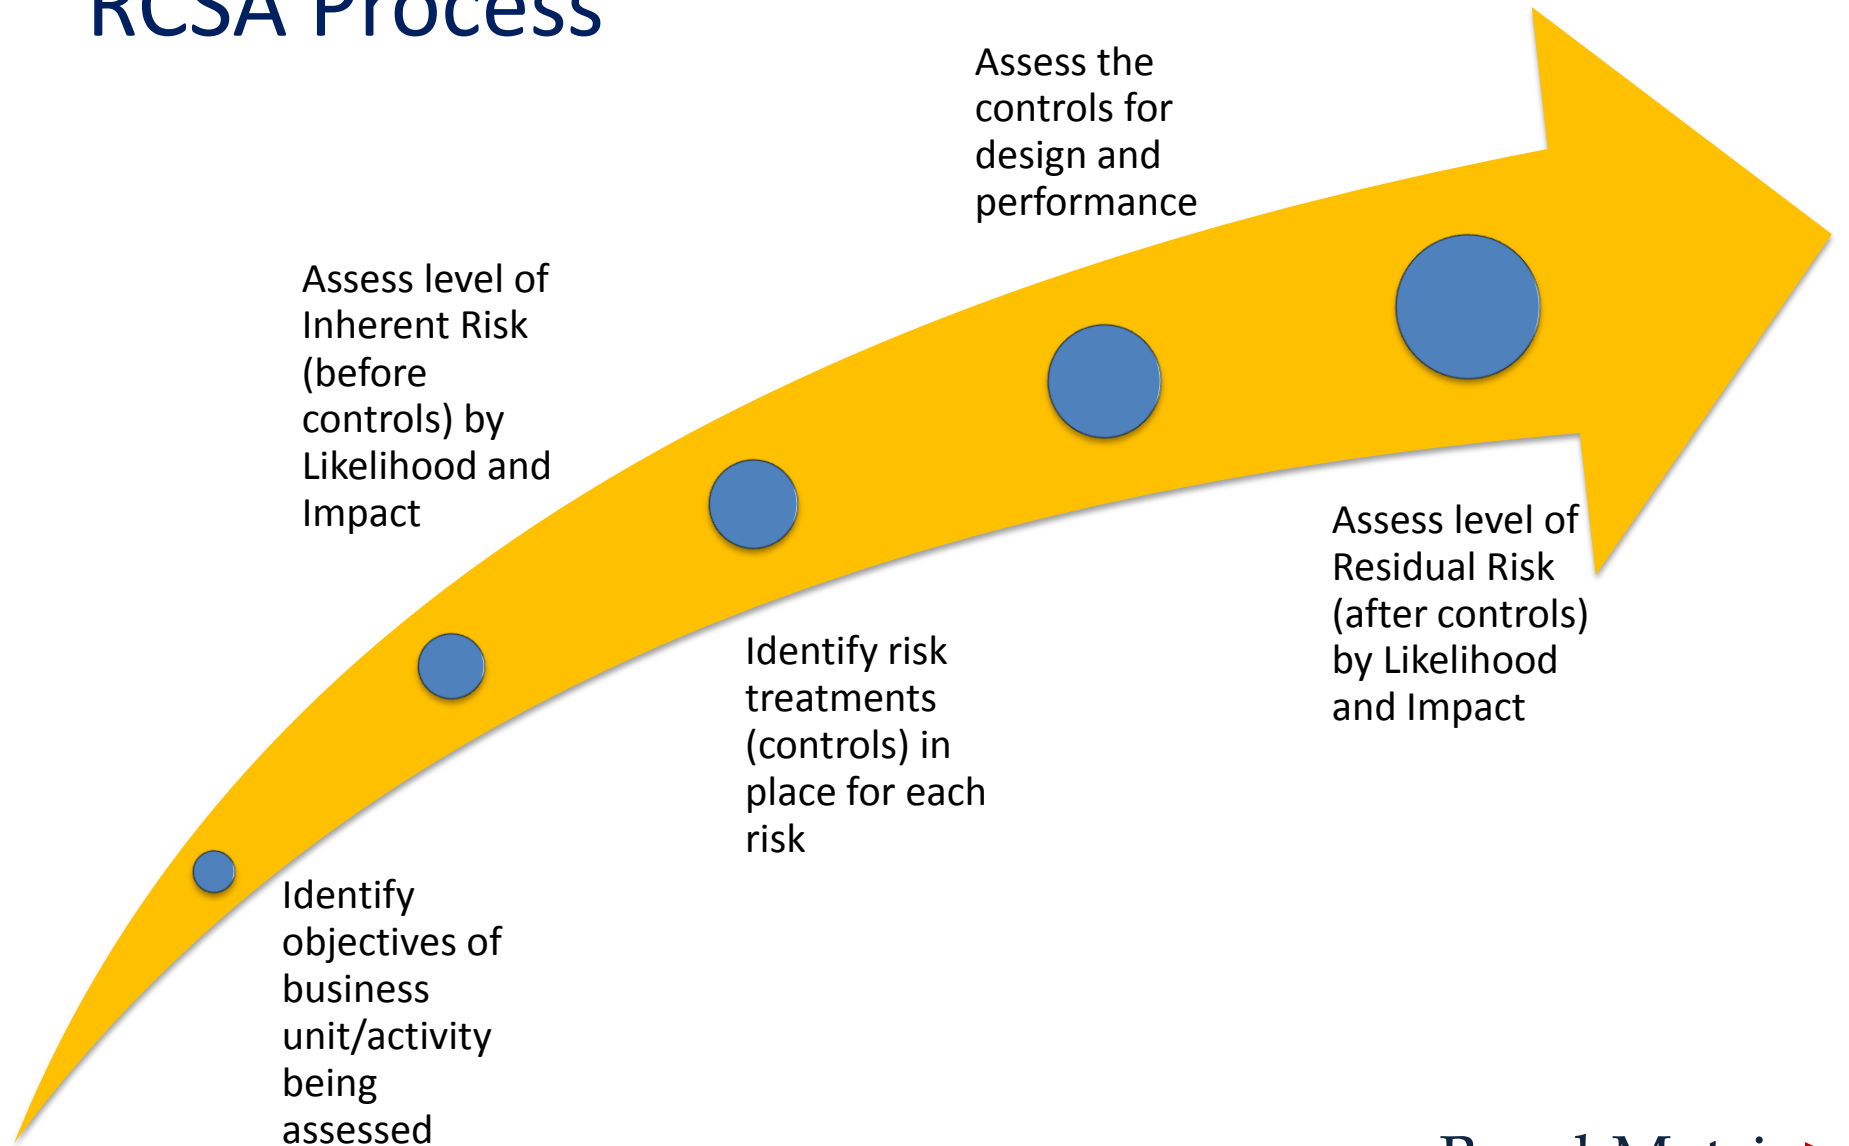 RCSA Process
Assess the
controls for
design and
performance
Assess level of
Inherent Risk
(before
controls) by
Likelihood and
Impact
Assess level of
Residual Risk
(after controls)
by Likelihood
and Impact
Identify risk
treatments
(controls) in
place for each
risk
Identify
objectives of
business
unit/activity
being
assessed